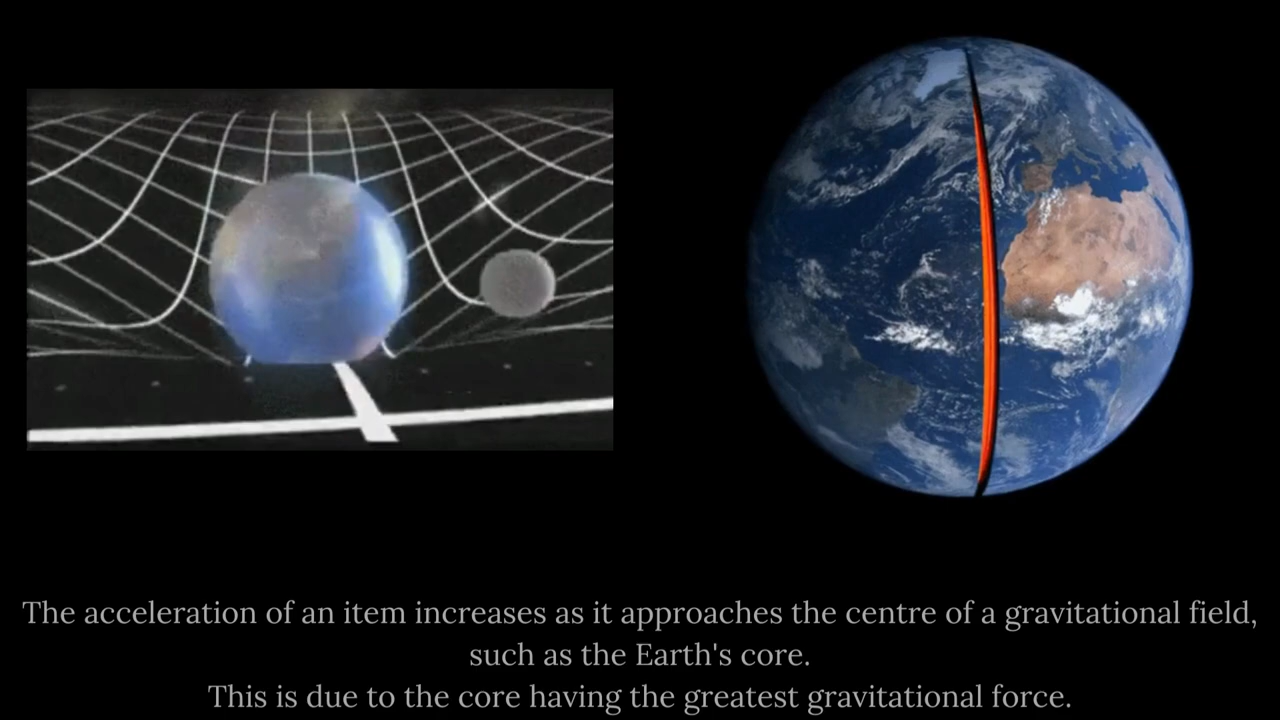 The acceleration of an item increases as it approaches the centre of a gravitational field,
such as the Earth's core.
This is due to the core having the greatest gravitational force.